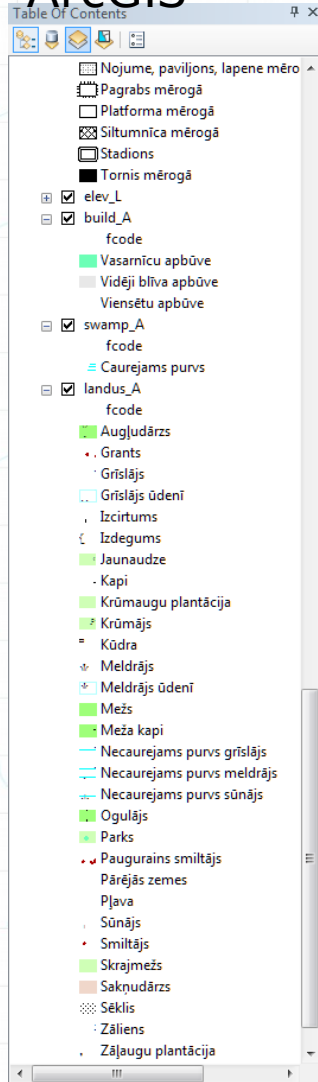 ArcGIS
Table Of Contents
Nojume, paviljons, lapene mēro
Pagrabs mērogā
Platforma mērogā
Siltumnīca mērogā
Stadions
Tornis mērogā
elev_L
build_A
fcode
Vasarnīcu apbūve
Vidēji blīva apbūve
Viensētu apbūve
swamp_A
fcode
Caurejams purvs
landus_A
fcode
Augļudārzs
Grants
Grīslājs
Grīslājs ūdenī
Izcirtums
Izdegums
Jaunaudze
Kapi
Krūmaugu plantācija
Krūmājs
Kūdra
Meldrājs
Meldrājs ūdenī
Mežs
Meža kapi
Necaurejams purvs grīslājs
Necaurejams purvs meldrājs
Necaurejams purvs sūnājs
Ogulājs
Parks
Paugurains smiltājs
Pārējās zemes
Pļava
Sūnājs
Smiltājs
Skrajmežs
Sakņudārzs
Sēklis
Zāliens
Zāļaugu plantācija